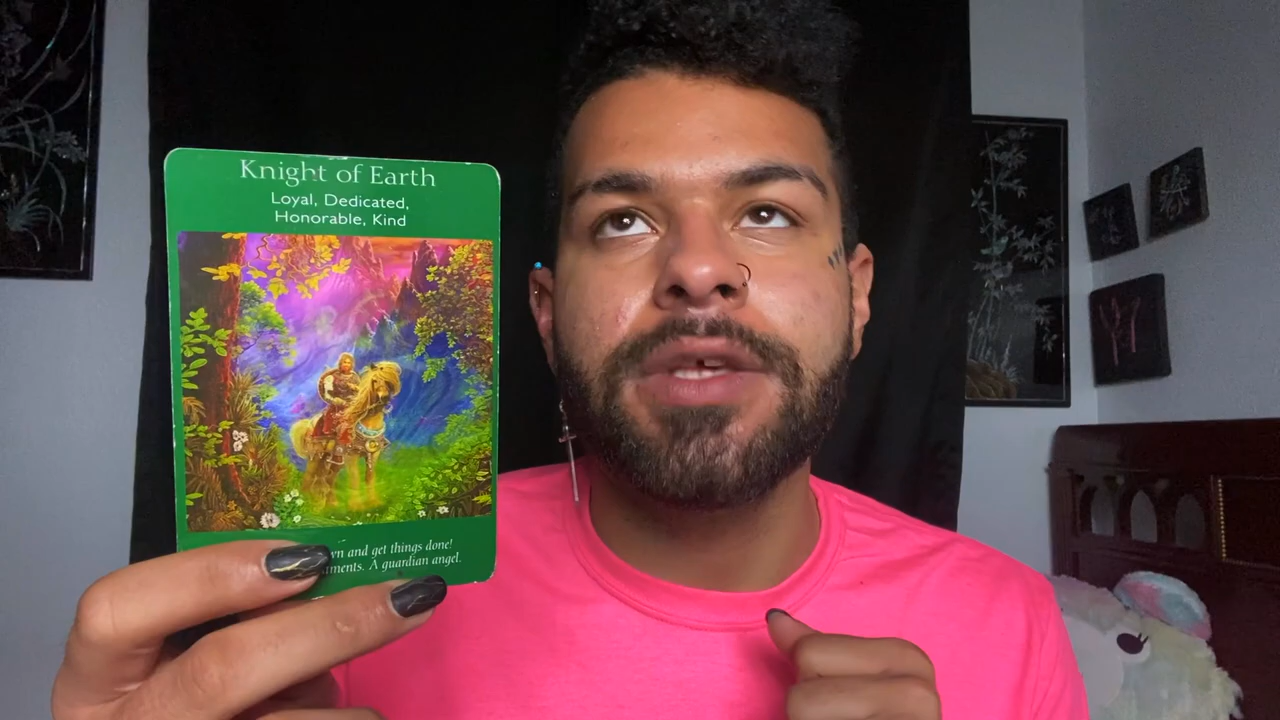 Knight of Earth
Loyal, Dedicated,
Honorable, Kind
and get things done!
A guardian angel.